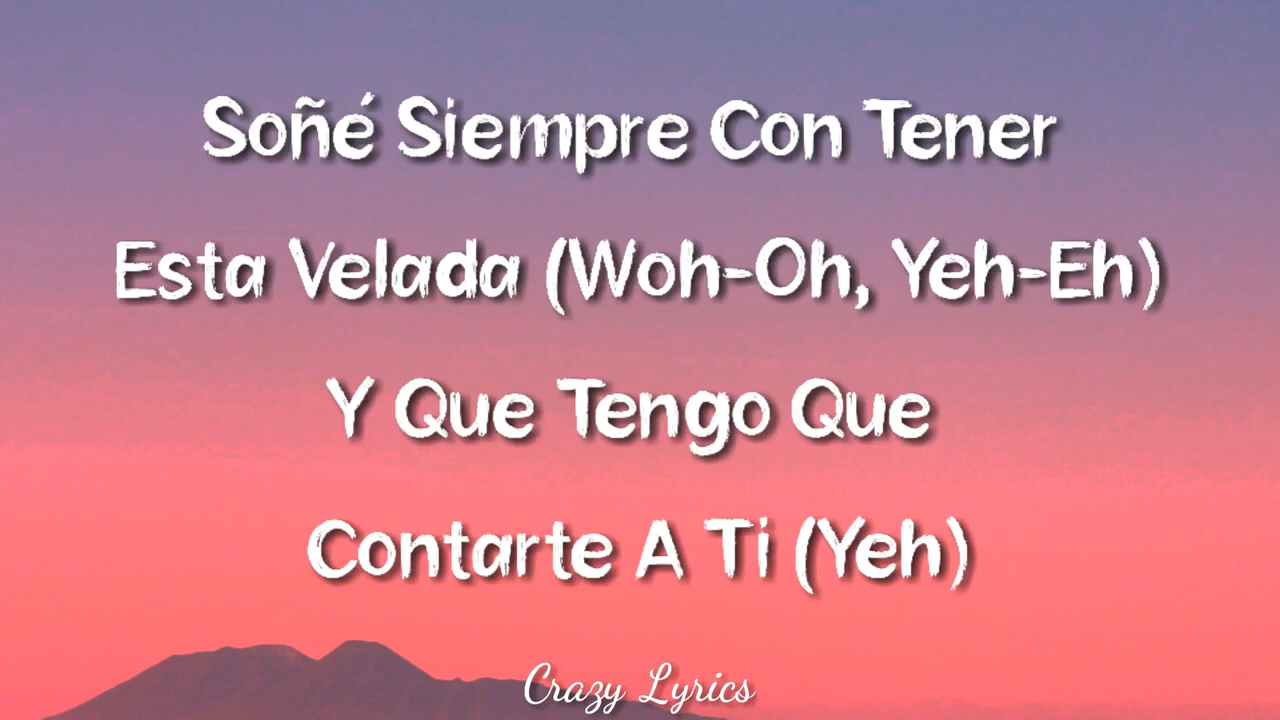 Soñé Siempre Con Tener
Esta Velada (Woh-Oh, Yeh-Eh)
Y Que Tengo Que
Contarte A Ti (Yeh)
Crazy Lyrics